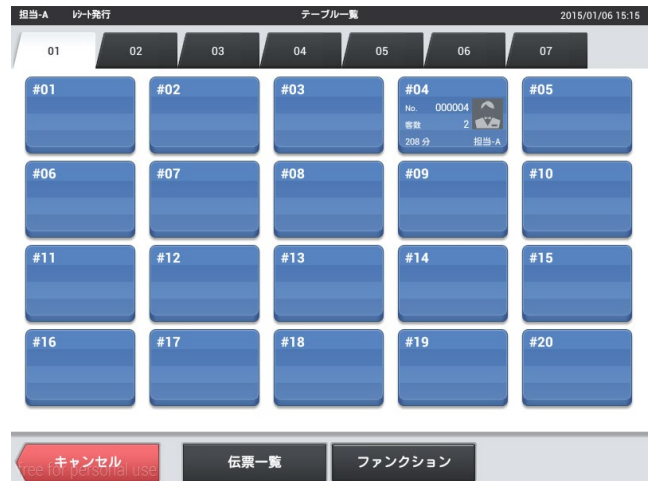 担当-A ﾚｼｰﾄ発行 テーブル一覧 2015/01/06 15:15
01 02 03 04 05 06 07
#01 #02 #03 #04 #05
No. 000004
客数 2
208 分 担当-A
#06 #07 #08 #09 #10
#11 #12 #13 #14 #15
#16 #17 #18 #19 #20
キャンセル 伝票一覧 ファンクション
free for personal use